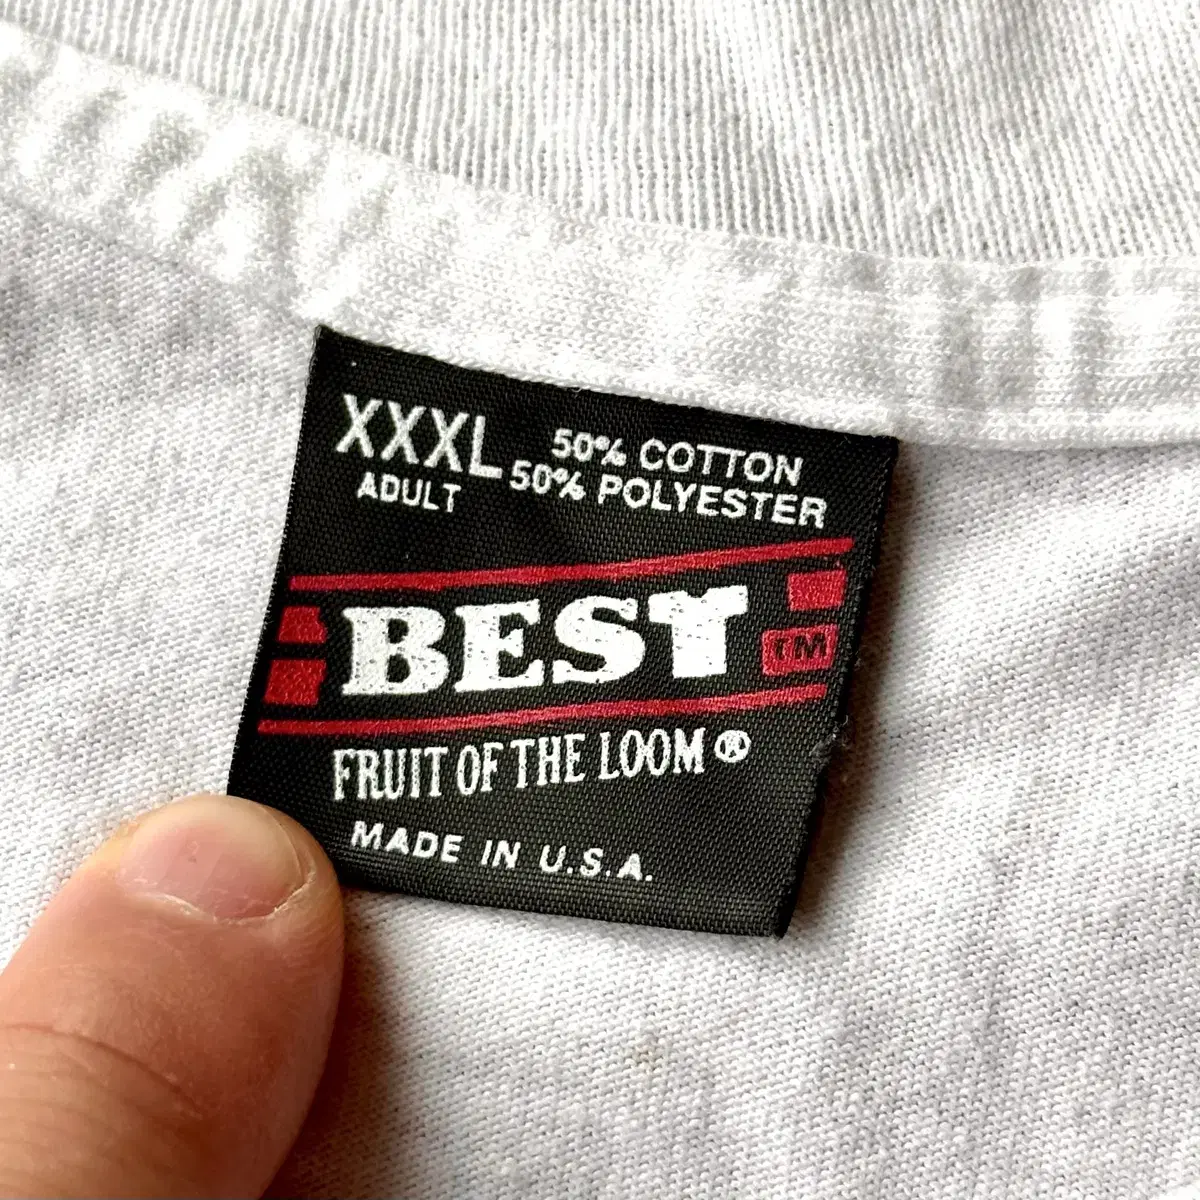 XXXL 50% COTTON
ADULT 50% POLYESTER
BEST TM
FRUIT OF THE LOOM®
MADE IN U.S.A.